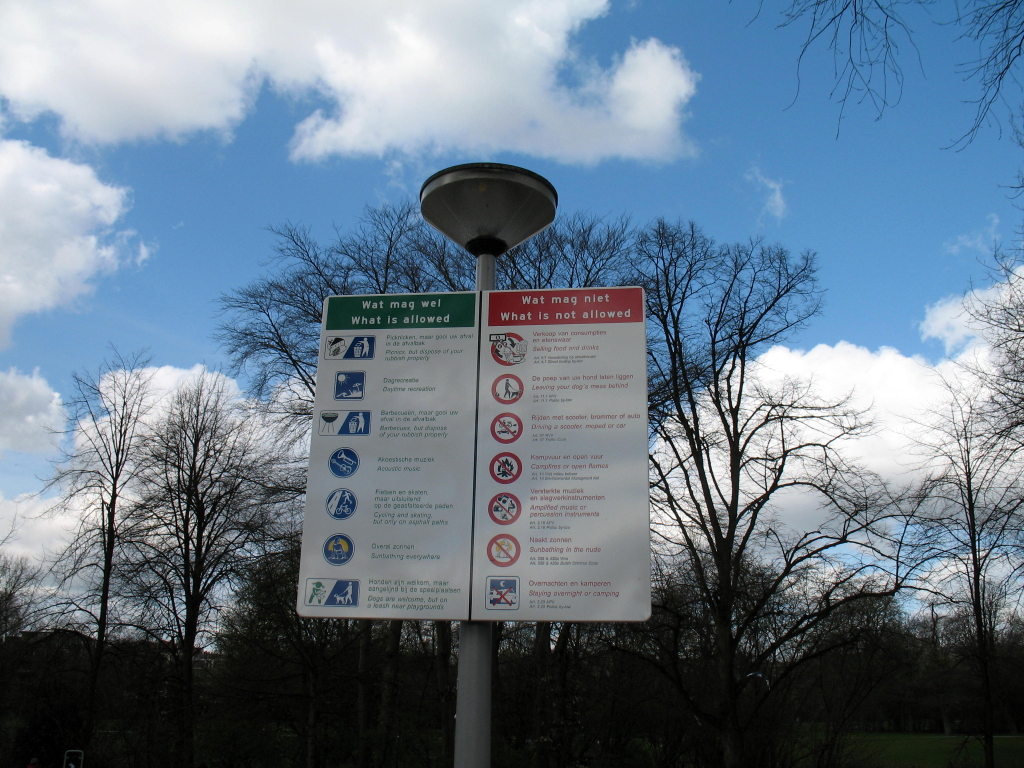 Wat mag wel
What is allowed
Picknicken, maar gooi uw afval
in de afvalbak
Picnics, but dispose of your
rubbish properly
Dagrecreatie
Daytime recreation
Barbecueën, maar gooi uw
afval in de afvalbak
Barbecues, but dispose
of your rubbish properly
Akoestische muziek
Acoustic music
Fietsen en skaten,
maar uitsluitend
op de geasfalteerde paden
Cycling and skating,
but only on asphalt paths
Overal zonnen
Sunbathing everywhere
Honden zijn welkom, maar
aangelijnd bij de speelplaatsen
Dogs are welcome, but on
a leash near playgrounds
Wat mag niet
What is not allowed
Verkoop van consumpties
en etenswaar
Selling food and drinks
De poep van uw hond laten liggen
Leaving your dog's mess behind
Rijden met scooter, brommer of auto
Driving a scooter, moped or car
Kampvuur en open vuur
Campfires or open flames
Versterkte muziek
en slagwerkinstrumenten
Amplified music or
percussion instruments
Naakt zonnen
Sunbathing in the nude
Overnachten en kamperen
Staying overnight or camping